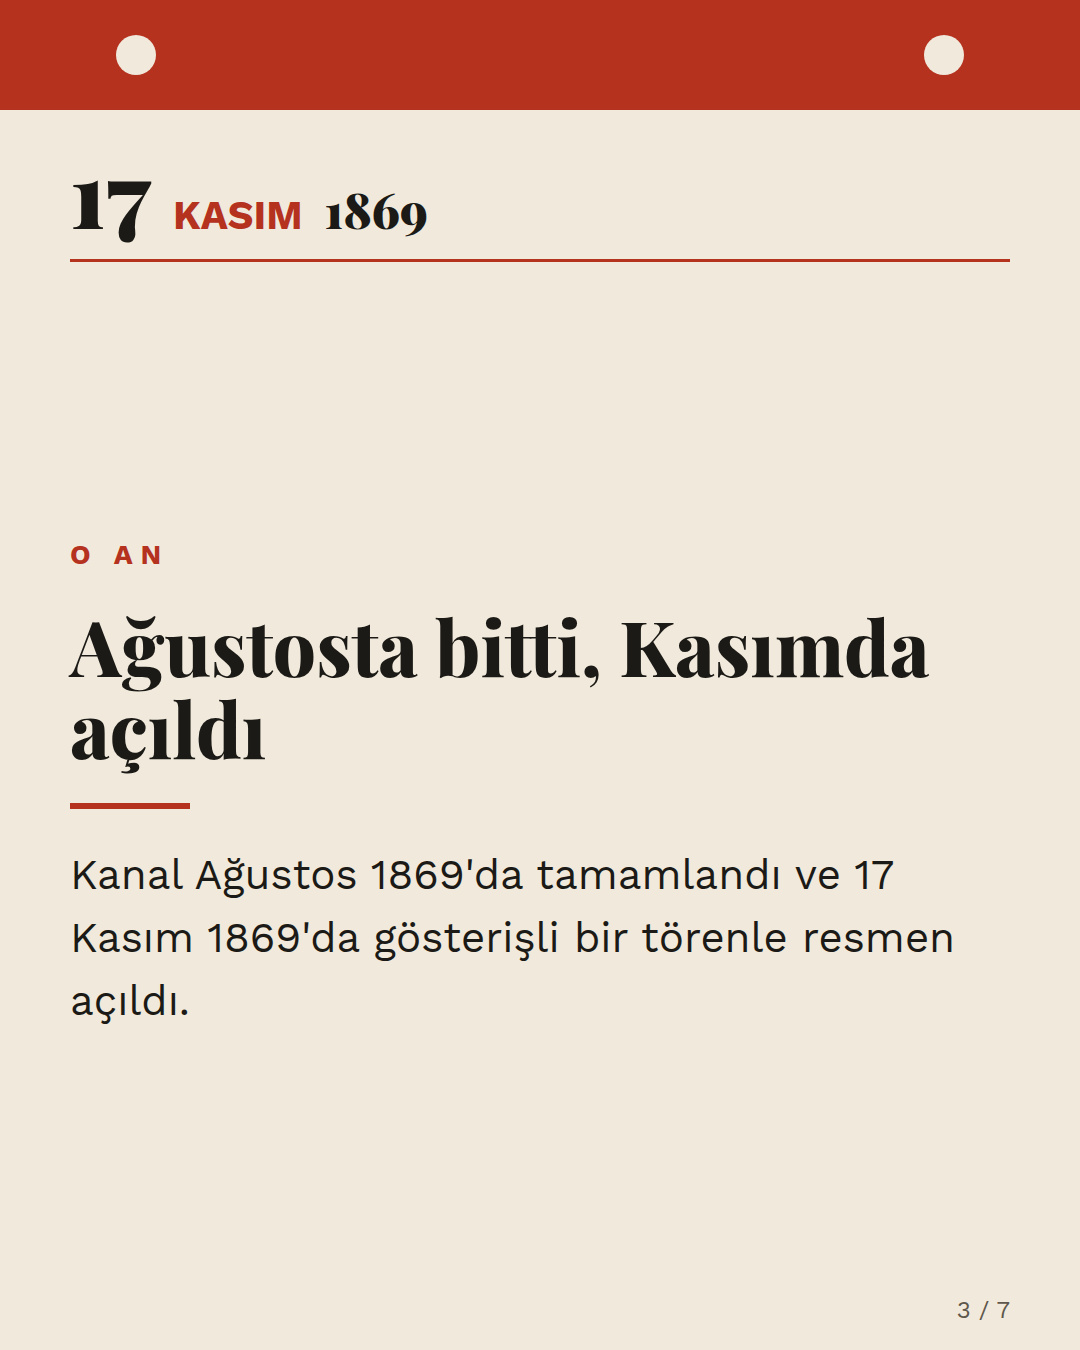 17 KASIM 1869
O AN
Ağustosta bitti, Kasımda
açıldı
Kanal Ağustos 1869'da tamamlandı ve 17
Kasım 1869'da gösterişli bir törenle resmen
açıldı.
3 / 7